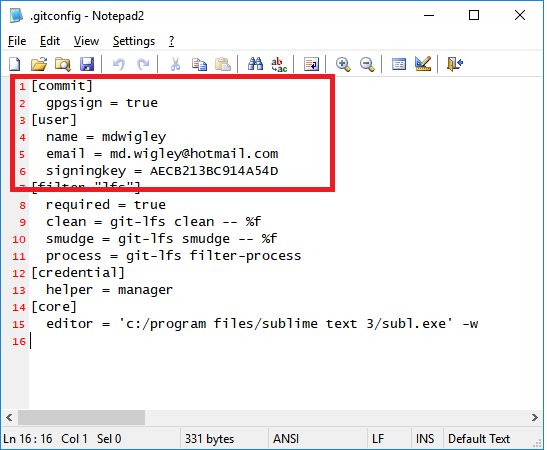 .gitconfig - Notepad2
File Edit View Settings ?
1 [commit]
2   gpgsign = true
3 [user]
4   name = mdwigley
5   email = md.wigley@hotmail.com
6   signingkey = AECB213BC914A54D
7 [filter "lfs"]
8   required = true
9   clean = git-lfs clean -- %f
10   smudge = git-lfs smudge -- %f
11   process = git-lfs filter-process
12 [credential]
13   helper = manager
14 [core]
15   editor = 'c:/program files/sublime text 3/subl.exe' -w
16
Ln 16 : 16 Col 1 Sel 0 331 bytes ANSI LF INS Default Text